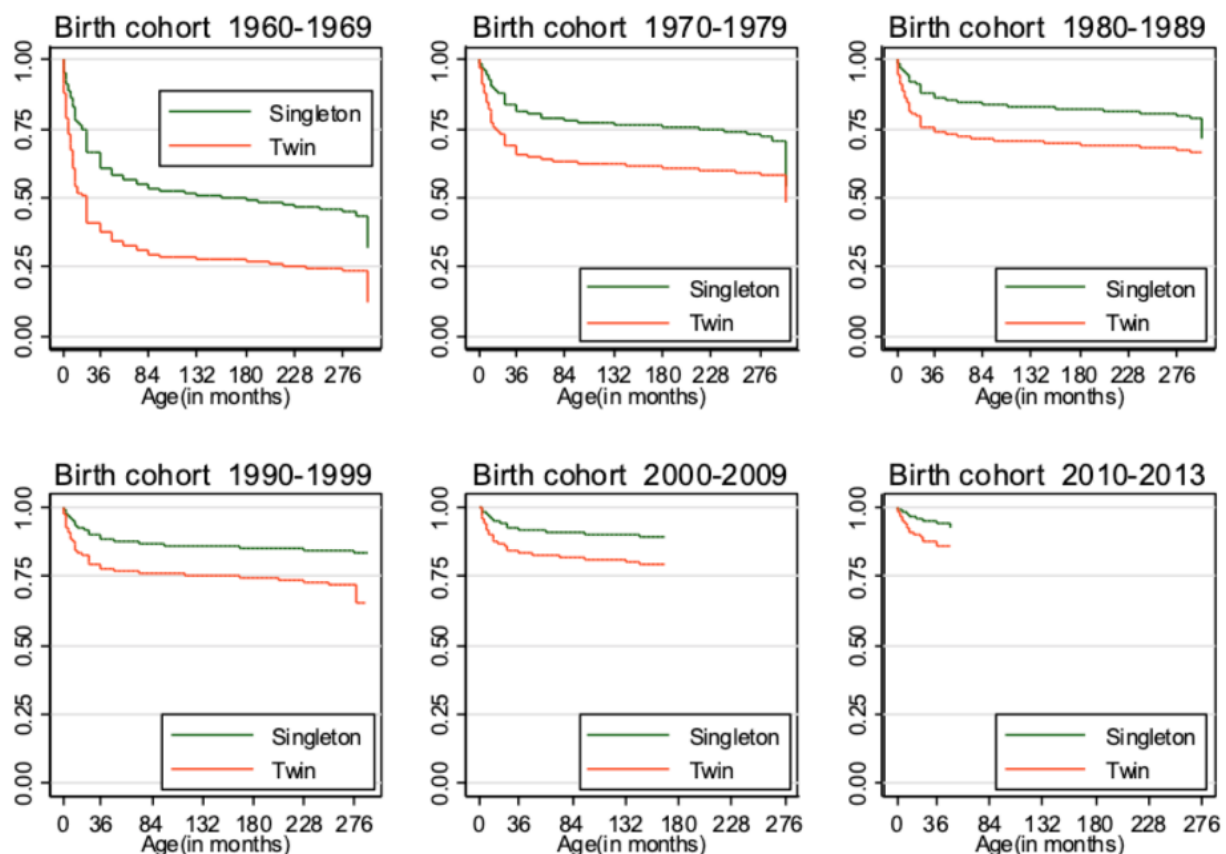 Birth cohort 1960-1969
1.00
0.75
0.50
0.25
0.00
Singleton
Twin
0 36 84 132 180 228 276
Age(in months)
Birth cohort 1970-1979
1.00
0.75
0.50
0.25
0.00
Singleton
Twin
0 36 84 132 180 228 276
Age(in months)
Birth cohort 1980-1989
1.00
0.75
0.50
0.25
0.00
Singleton
Twin
0 36 84 132 180 228 276
Age(in months)
Birth cohort 1990-1999
1.00
0.75
0.50
0.25
0.00
Singleton
Twin
0 36 84 132 180 228 276
Age(in months)
Birth cohort 2000-2009
1.00
0.75
0.50
0.25
0.00
Singleton
Twin
0 36 84 132 180 228 276
Age(in months)
Birth cohort 2010-2013
1.00
0.75
0.50
0.25
0.00
Singleton
Twin
0 36 84 132 180 228 276
Age(in months)